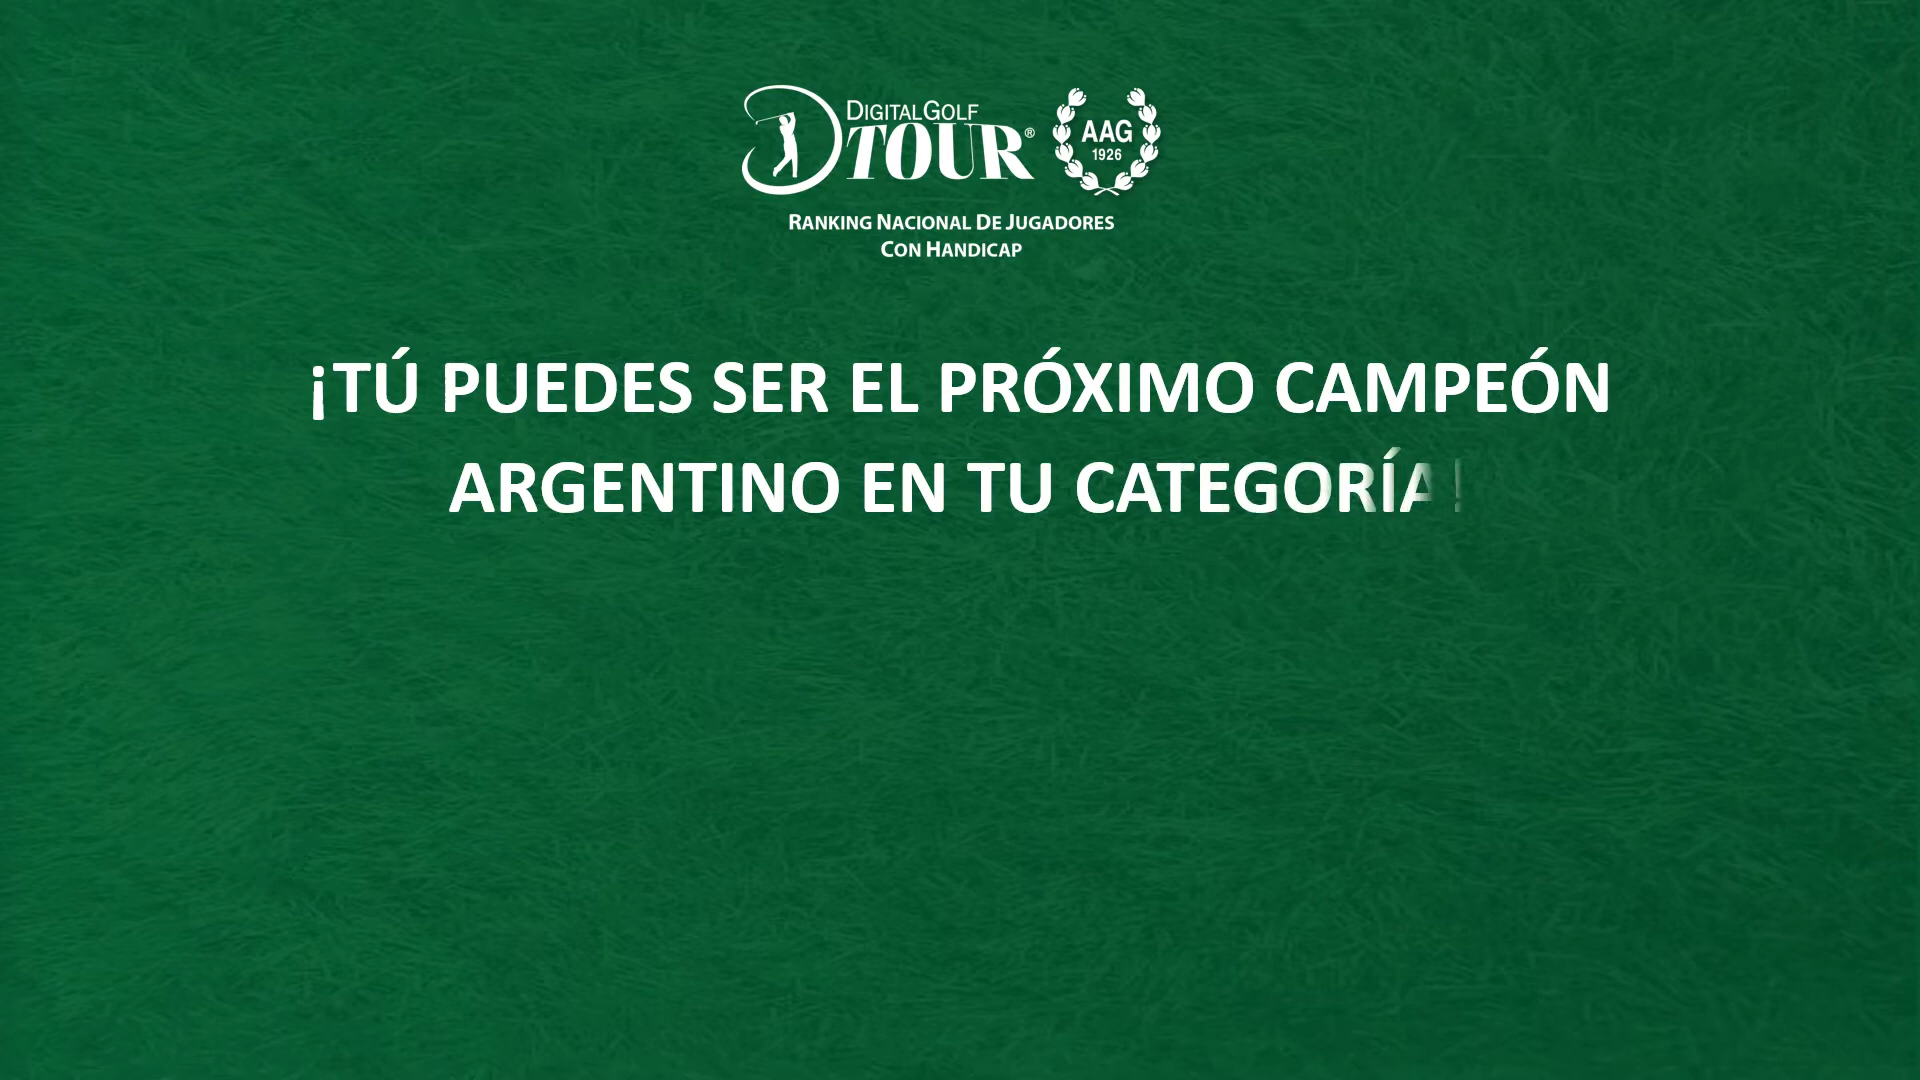 DIGITALGOLF
TOUR®
AAG
1926
RANKING NACIONAL DE JUGADORES
CON HANDICAP
¡TÚ PUEDES SER EL PRÓXIMO CAMPEÓN
ARGENTINO EN TU CATEGORÍA!